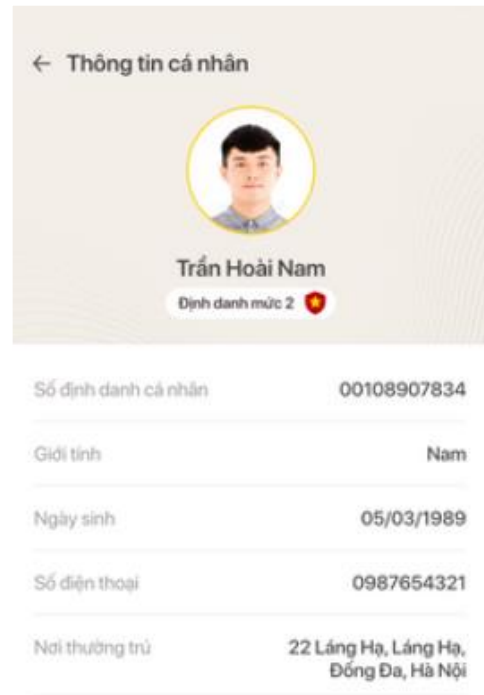 ← Thông tin cá nhân
Trần Hoài Nam
Định danh mức 2
Số định danh cá nhân 00108907834
Giới tính Nam
Ngày sinh 05/03/1989
Số điện thoại 0987654321
Nơi thường trú 22 Láng Hạ, Láng Hạ,
Đống Đa, Hà Nội